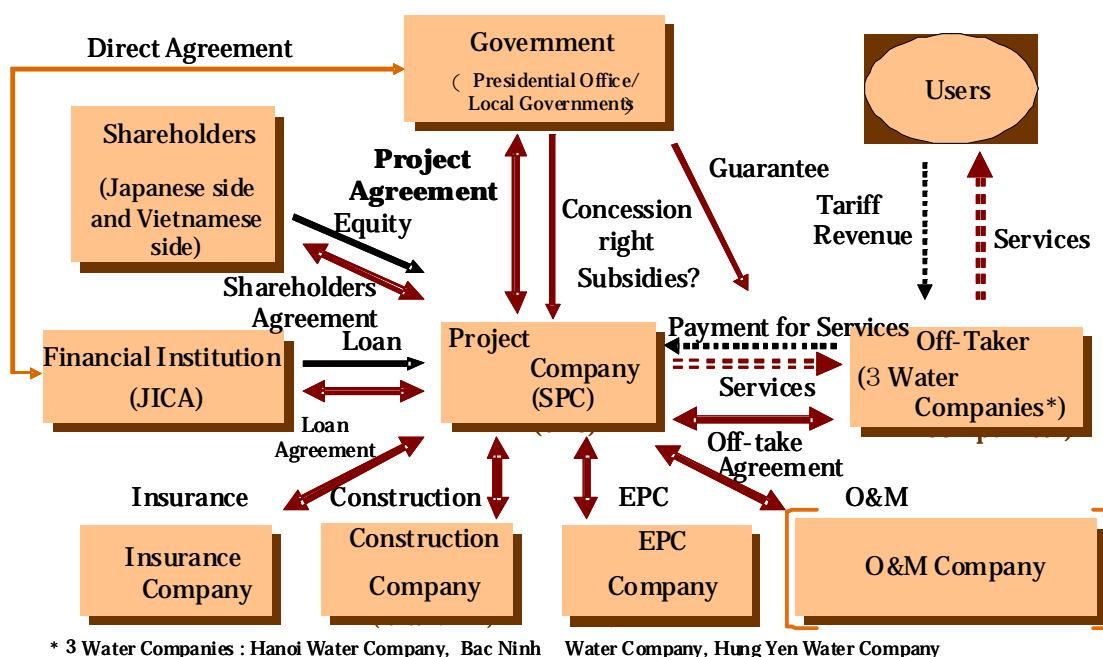 Direct Agreement
Government
( Presidential Office/
Local Governments)
Users
Shareholders
(Japanese side
and Vietnamese
side)
Project
Agreement
Equity
Shareholders
Agreement
Concession
right
Subsidies?
Guarantee
Tariff
Revenue
Services
Financial Institution
(JICA)
Loan
Loan
Agreement
Project
Company
(SPC)
Payment for Services
Services
Off-take
Agreement
Off-Taker
(3 Water
Companies*)
Insurance
Construction
EPC
O&M
Insurance
Company
Construction
Company
EPC
Company
O&M Company
* 3 Water Companies : Hanoi Water Company, Bac Ninh Water Company, Hung Yen Water Company